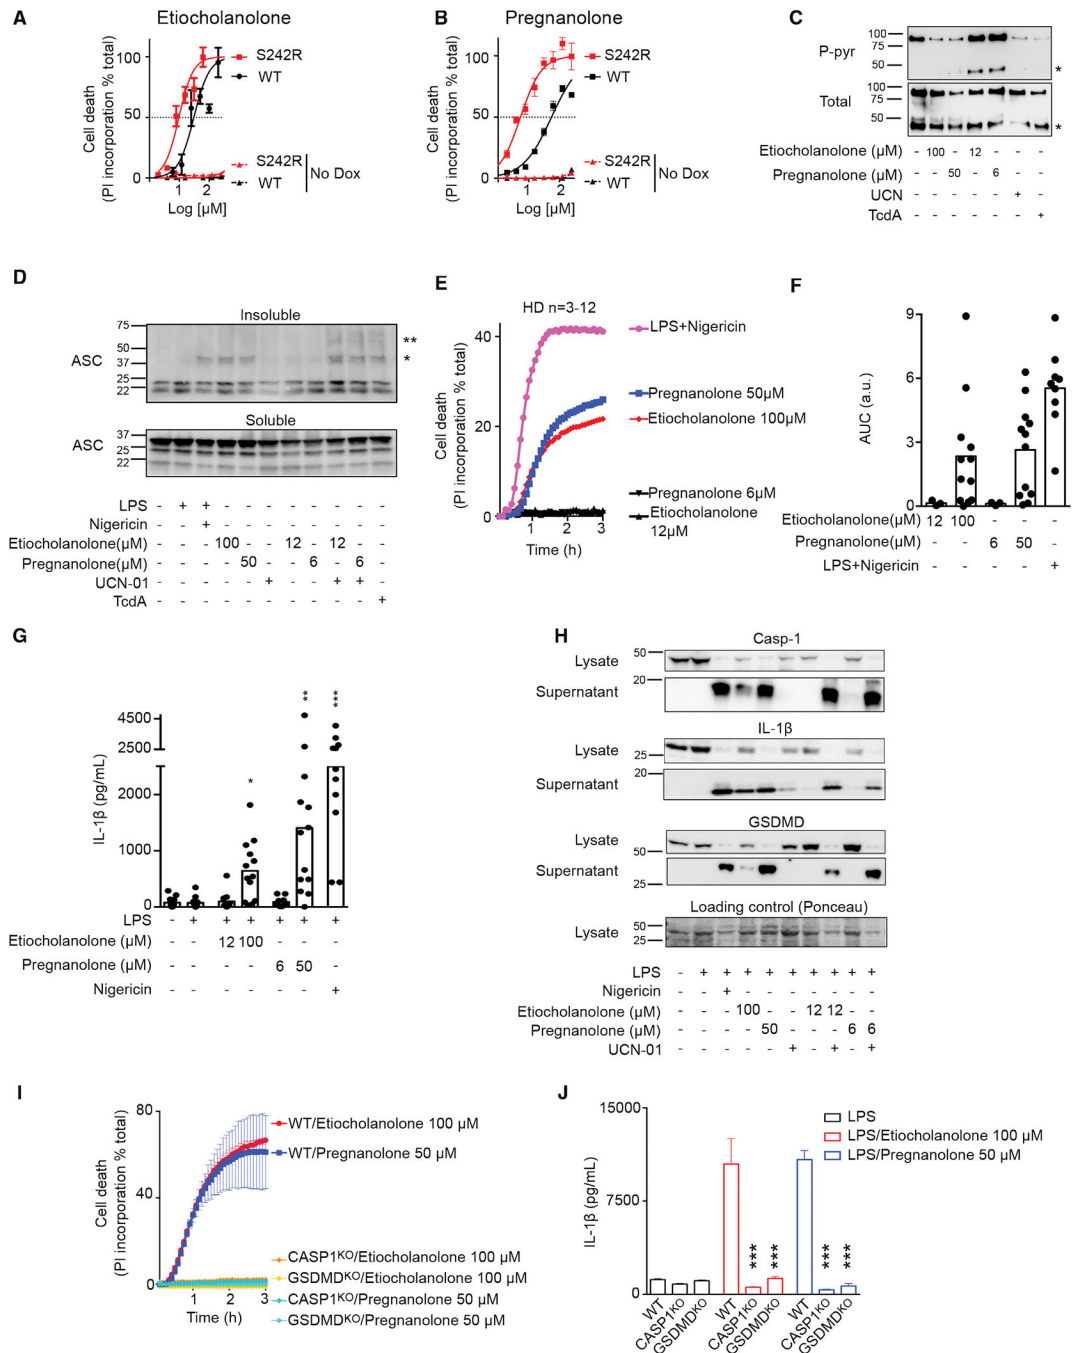 A
Etiocholanolone
Cell death
(PI incorporation % total)
100
50
0
1 2
Log [µM]
S242R
WT
S242R
WT
No Dox
B
Pregnanolone
Cell death
(PI incorporation % total)
100
50
0
1 2
Log [µM]
S242R
WT
S242R
WT
No Dox
C
P-pyr
100
75
50
*
Total
100
75
50
*
Etiocholanolone (µM) - 100 - 12 - - -
Pregnanolone (µM) - - 50 - 6 - -
UCN - - - - - + -
TcdA - - - - - - +
D
Insoluble
ASC
75
50
37
25
22
**
*
Soluble
ASC
37
25
22
LPS - + + - - - - - - - -
Nigericin - - + - - - - - - - -
Etiocholanolone(µM) - - - 100 - - 12 - 12 - -
Pregnanolone(µM) - - - - 50 - - 6 - 6 -
UCN-01 - - - - - + - - + + -
TcdA - - - - - - - - - - +
E
HD n=3-12
Cell death
(PI incorporation % total)
40
20
0
1 2 3
Time (h)
LPS+Nigericin
Pregnanolone 50µM
Etiocholanolone 100µM
Pregnanolone 6µM
Etiocholanolone
12µM
F
AUC (a.u.)
9
6
3
0
Etiocholanolone(µM) 12 100 - - -
Pregnanolone(µM) - - 6 50 -
LPS+Nigericin - - - - +
G
IL-1β (pg/mL)
4500
2500
2000
1000
0
*
**
***
LPS - + + + + + +
Etiocholanolone (µM) - - 12 100 - - -
Pregnanolone (µM) - - - - 6 50 -
Nigericin - - - - - - +
H
Casp-1
Lysate
50
Supernatant
20
IL-1β
Lysate
25
Supernatant
20
GSDMD
Lysate
50
Supernatant
25
Loading control (Ponceau)
Lysate
50
25
LPS - + + + + + + + + +
Nigericin - - + - - - - - - -
Etiocholanolone (µM) - - - 100 - - 12 12 - -
Pregnanolone (µM) - - - - 50 - - - 6 6
UCN-01 - - - - - + - + - +
I
Cell death
(PI incorporation % total)
80
40
0
0 1 2 3
Time (h)
WT/Etiocholanolone 100 µM
WT/Pregnanolone 50 µM
CASP1KO/Etiocholanolone 100 µM
GSDMDKO/Etiocholanolone 100 µM
CASP1KO/Pregnanolone 50 µM
GSDMDKO/Pregnanolone 50 µM
J
IL-1β (pg/mL)
15000
7500
0
LPS
LPS/Etiocholanolone 100 µM
LPS/Pregnanolone 50 µM
*** *** *** ***
WT CASP1KO GSDMDKO WT CASP1KO GSDMDKO WT CASP1KO GSDMDKO